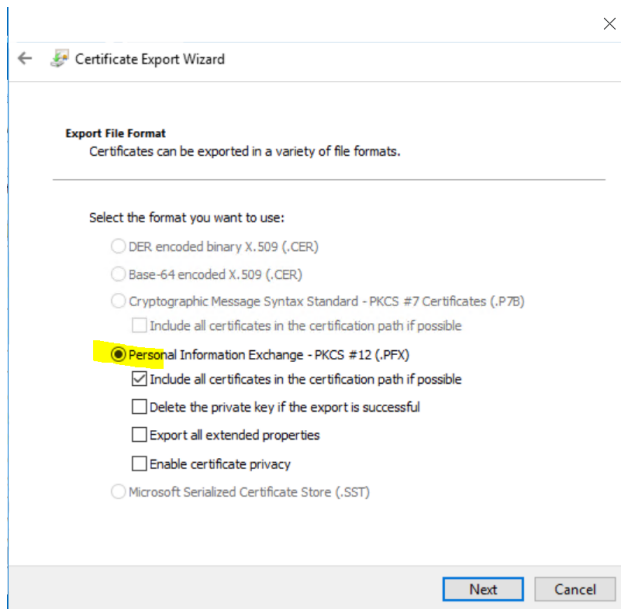 Certificate Export Wizard
Export File Format
Certificates can be exported in a variety of file formats.
Select the format you want to use:
DER encoded binary X.509 (.CER)
Base-64 encoded X.509 (.CER)
Cryptographic Message Syntax Standard - PKCS #7 Certificates (.P7B)
Include all certificates in the certification path if possible
Personal Information Exchange - PKCS #12 (.PFX)
Include all certificates in the certification path if possible
Delete the private key if the export is successful
Export all extended properties
Enable certificate privacy
Microsoft Serialized Certificate Store (.SST)
Next Cancel